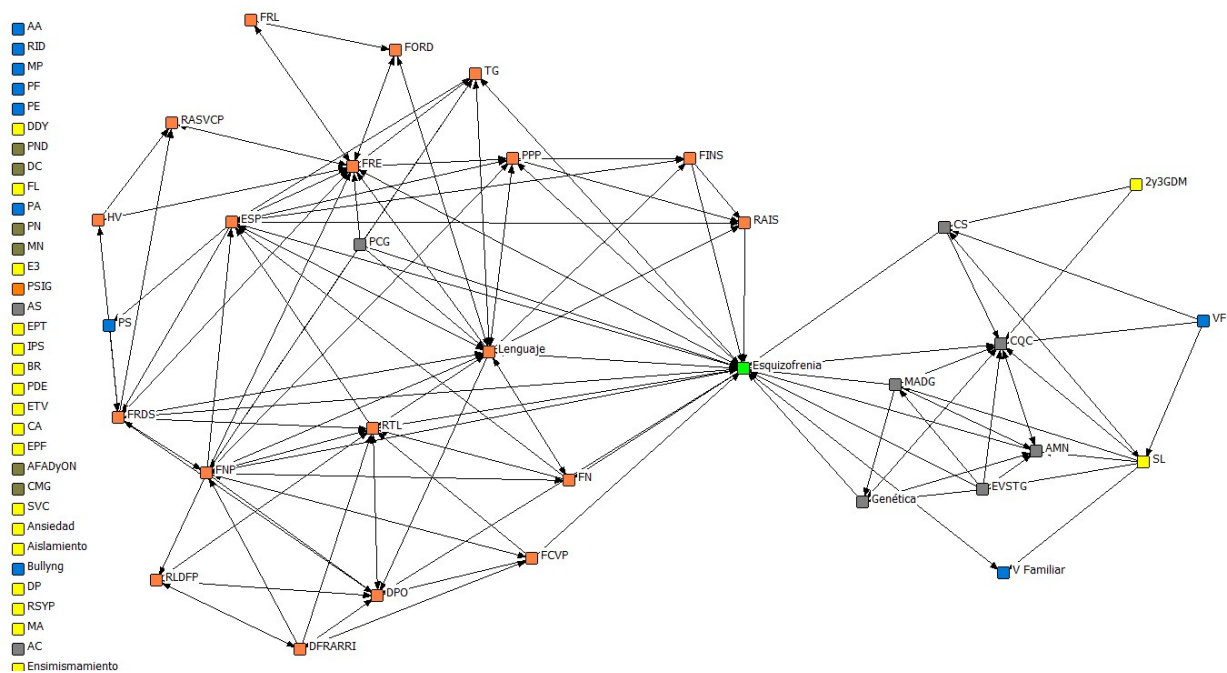 AA
RID
MP
PF
PE
DDY
PND
DC
FL
PA
PN
MN
E3
PSIG
AS
EPT
IPS
BR
PDE
ETV
CA
EPF
AFADyON
CMG
SVC
Ansiedad
Aislamiento
Bullyng
DP
RSYP
MA
AC
Ensimismamiento
FRL
FORD
TG
RASVCP
FRE
PPP
FINS
2y3GDM
HV
ESP
RAIS
CS
PCG
PS
VF
CQC
Lenguaje
Esquizofrenia
MADG
FRDS
RTL
AMN
SL
FNP
FN
EVSTG
Genética
FCVP
V Familiar
RLDFP
DPO
DFRARRI